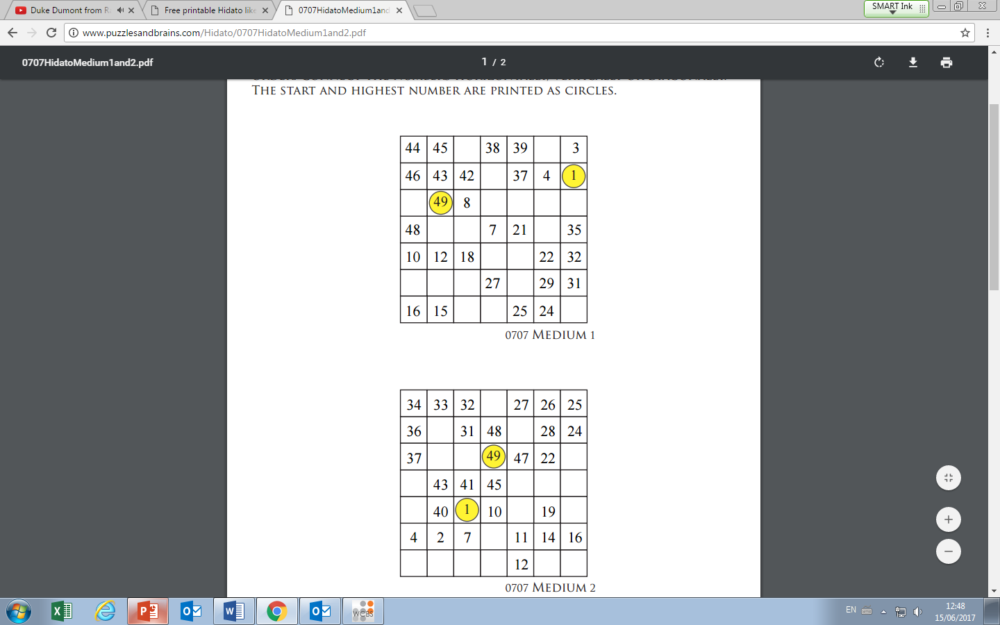 Duke Dumont from R
Free printable Hidato like
0707HidatoMedium1and
SMART Ink
www.puzzlesandbrains.com/Hidato/0707HidatoMedium1and2.pdf
0707HidatoMedium1and2.pdf
1 / 2
THE START AND HIGHEST NUMBER ARE PRINTED AS CIRCLES.
44 45 38 39 3
46 43 42 37 4 1
49 8
48 7 21 35
10 12 18 22 32
27 29 31
16 15 25 24
0707 MEDIUM 1
34 33 32 27 26 25
36 31 48 28 24
37 49 47 22
43 41 45
40 1 10 19
4 2 7 11 14 16
12
0707 MEDIUM 2
WCBS
EN
12:48
15/06/2017